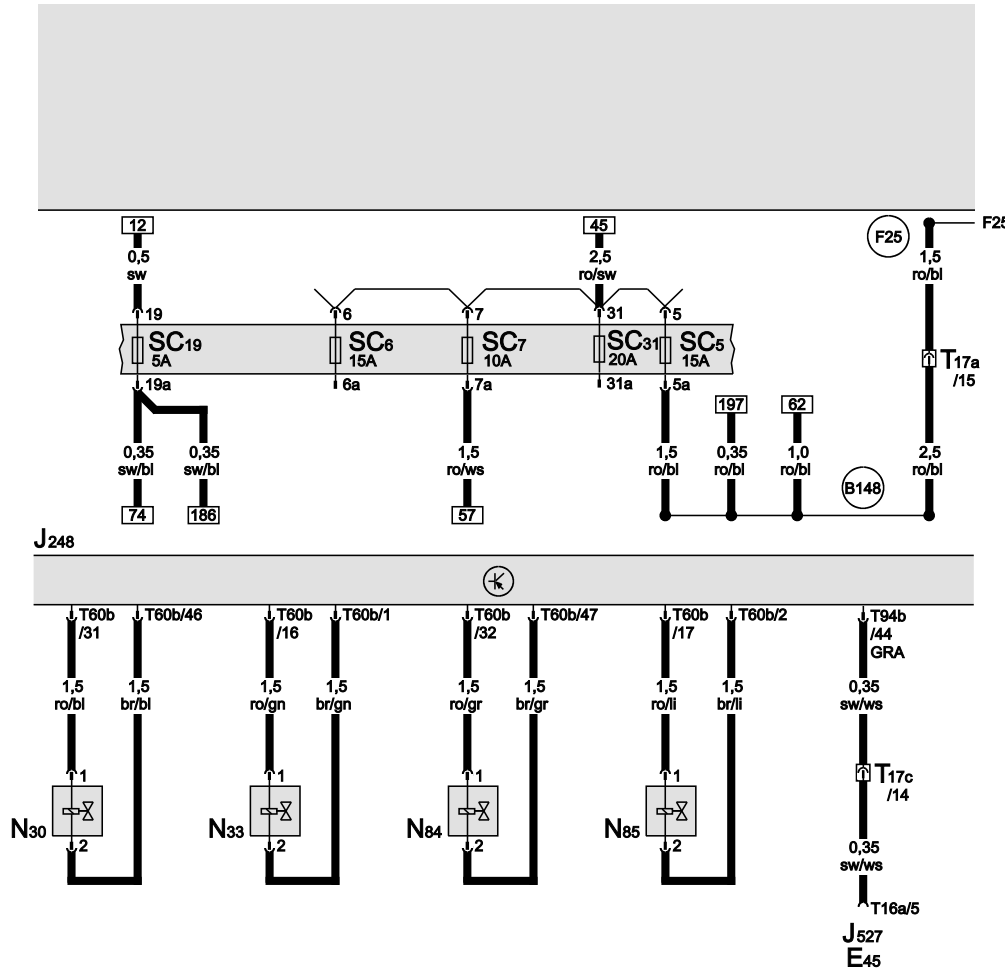 12
45
F25
F25
0,5
sw
2,5
ro/sw
1,5
ro/bl
19
6
7
31
5
SC19
5A
SC6
15A
SC7
10A
SC31
20A
SC5
15A
T17a
/15
19a
6a
7a
31a
5a
197
62
0,35
sw/bl
0,35
sw/bl
1,5
ro/ws
1,5
ro/bl
0,35
ro/bl
1,0
ro/bl
2,5
ro/bl
B148
74
186
57
J248
T60b
/31
T60b/46
T60b
/16
T60b/1
T60b
/32
T60b/47
T60b
/17
T60b/2
T94b
/44
GRA
1,5
ro/bl
1,5
br/bl
1,5
ro/gn
1,5
br/gn
1,5
ro/gr
1,5
br/gr
1,5
ro/li
1,5
br/li
0,35
sw/ws
1
1
1
1
T17c
/14
N30
N33
N84
N85
2
2
2
2
0,35
sw/ws
T16a/5
J527
E45